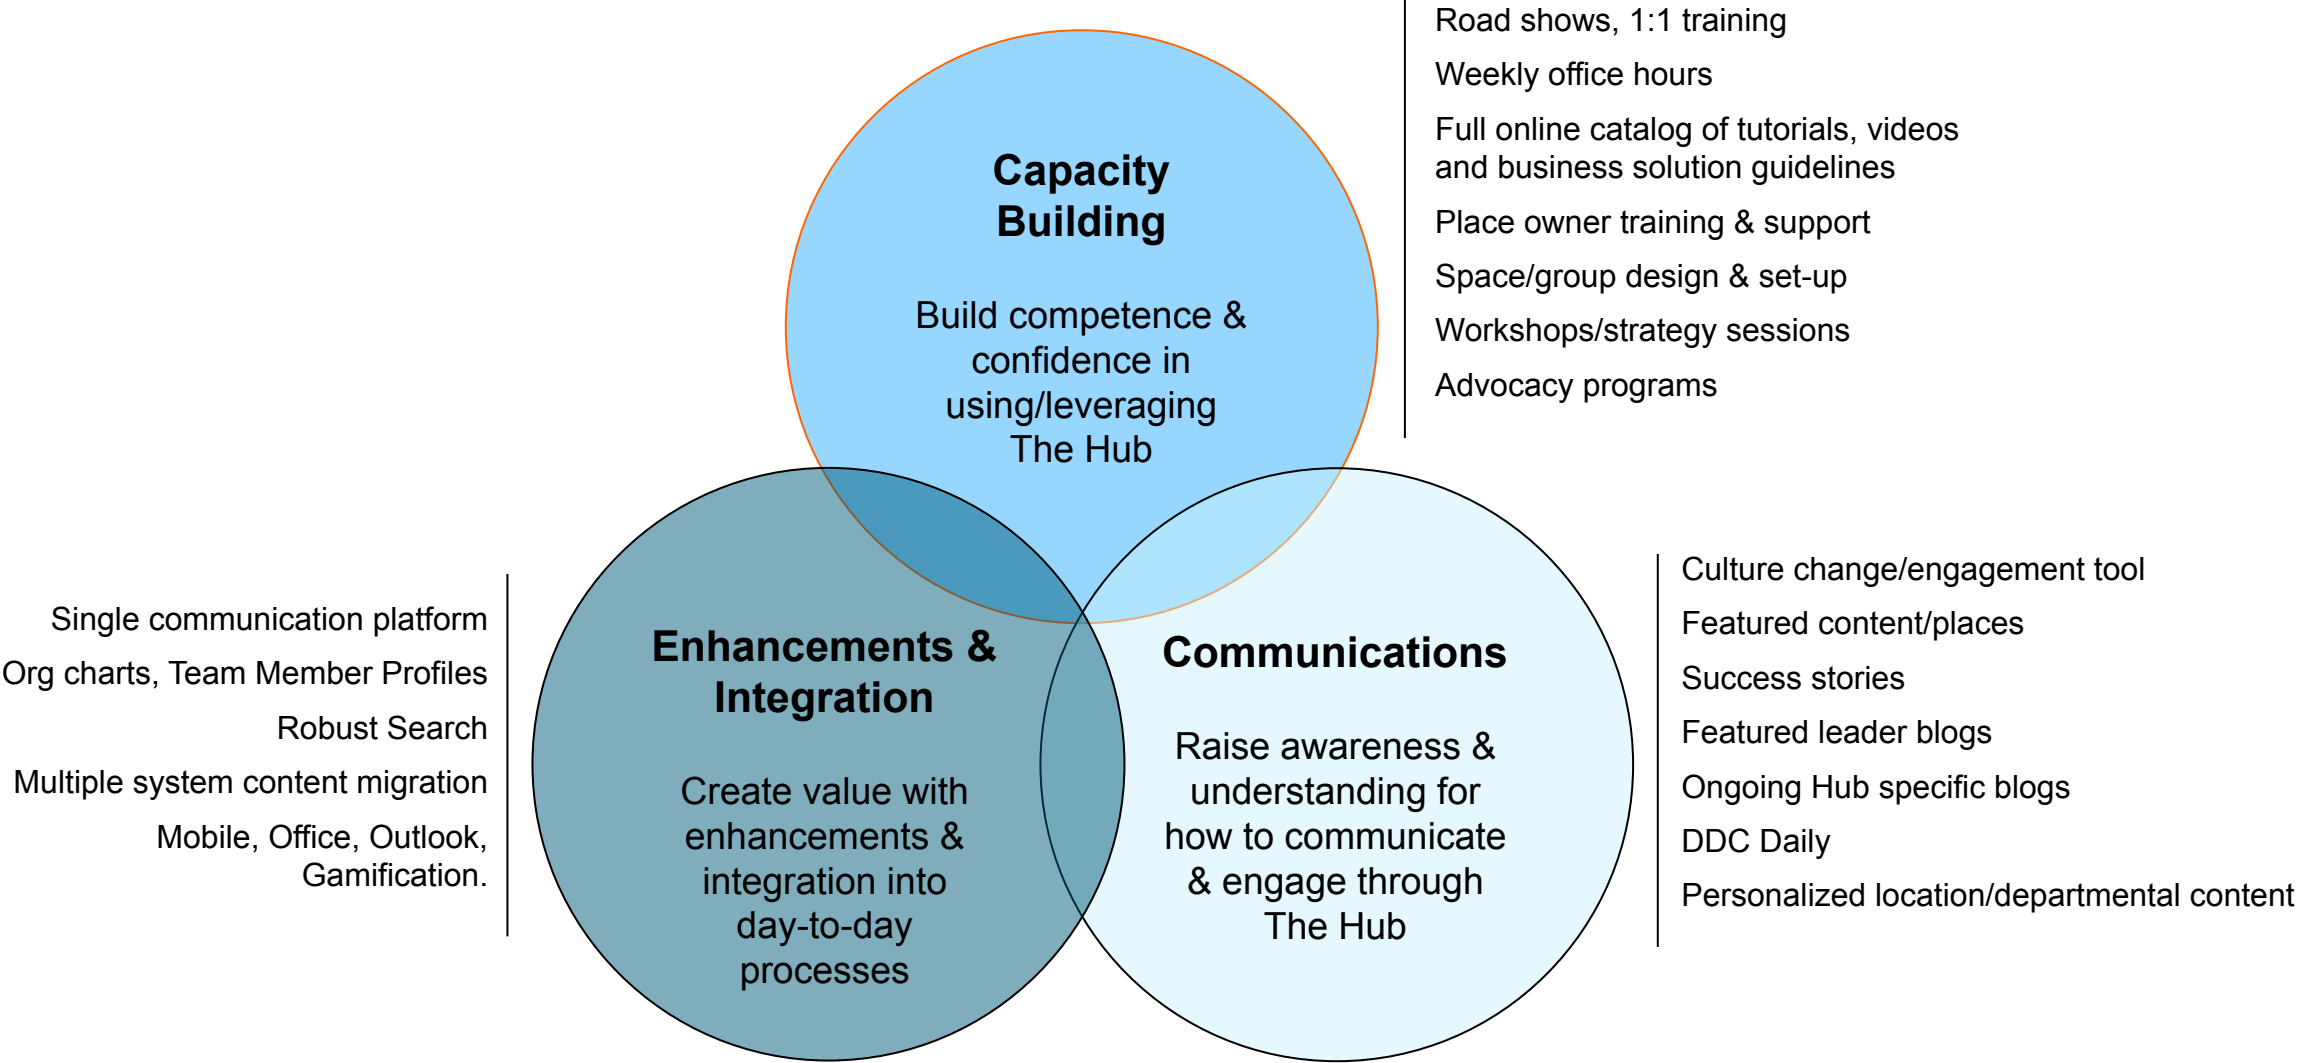 Road shows, 1:1 training
Weekly office hours
Full online catalog of tutorials, videos
and business solution guidelines
Place owner training & support
Space/group design & set-up
Workshops/strategy sessions
Advocacy programs
Capacity
Building
Build competence &
confidence in
using/leveraging
The Hub
Single communication platform
Org charts, Team Member Profiles
Robust Search
Multiple system content migration
Mobile, Office, Outlook,
Gamification.
Enhancements &
Integration
Create value with
enhancements &
integration into
day-to-day
processes
Communications
Raise awareness &
understanding for
how to communicate
& engage through
The Hub
Culture change/engagement tool
Featured content/places
Success stories
Featured leader blogs
Ongoing Hub specific blogs
DDC Daily
Personalized location/departmental content